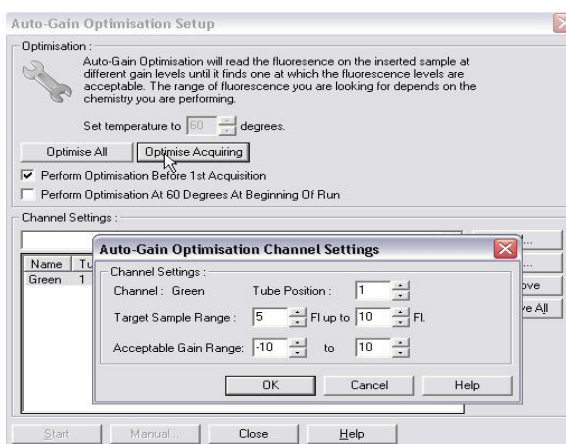 Auto-Gain Optimisation Setup
Optimisation :
Auto-Gain Optimisation will read the fluoresence on the inserted sample at
different gain levels until it finds one at which the fluorescence levels are
acceptable. The range of fluorescence you are looking for depends on the
chemistry you are performing.
Set temperature to 60 degrees.
Optimise All Optimise Acquiring
Perform Optimisation Before 1st Acquisition
Perform Optimisation At 60 Degrees At Beginning Of Run
Channel Settings :
Name
Green 1
Auto-Gain Optimisation Channel Settings
Channel Settings :
Channel : Green Tube Position : 1
Target Sample Range : 5 Fl up to 10 Fl.
Acceptable Gain Range: -10 to 10
OK Cancel Help
Start Manual... Close Help